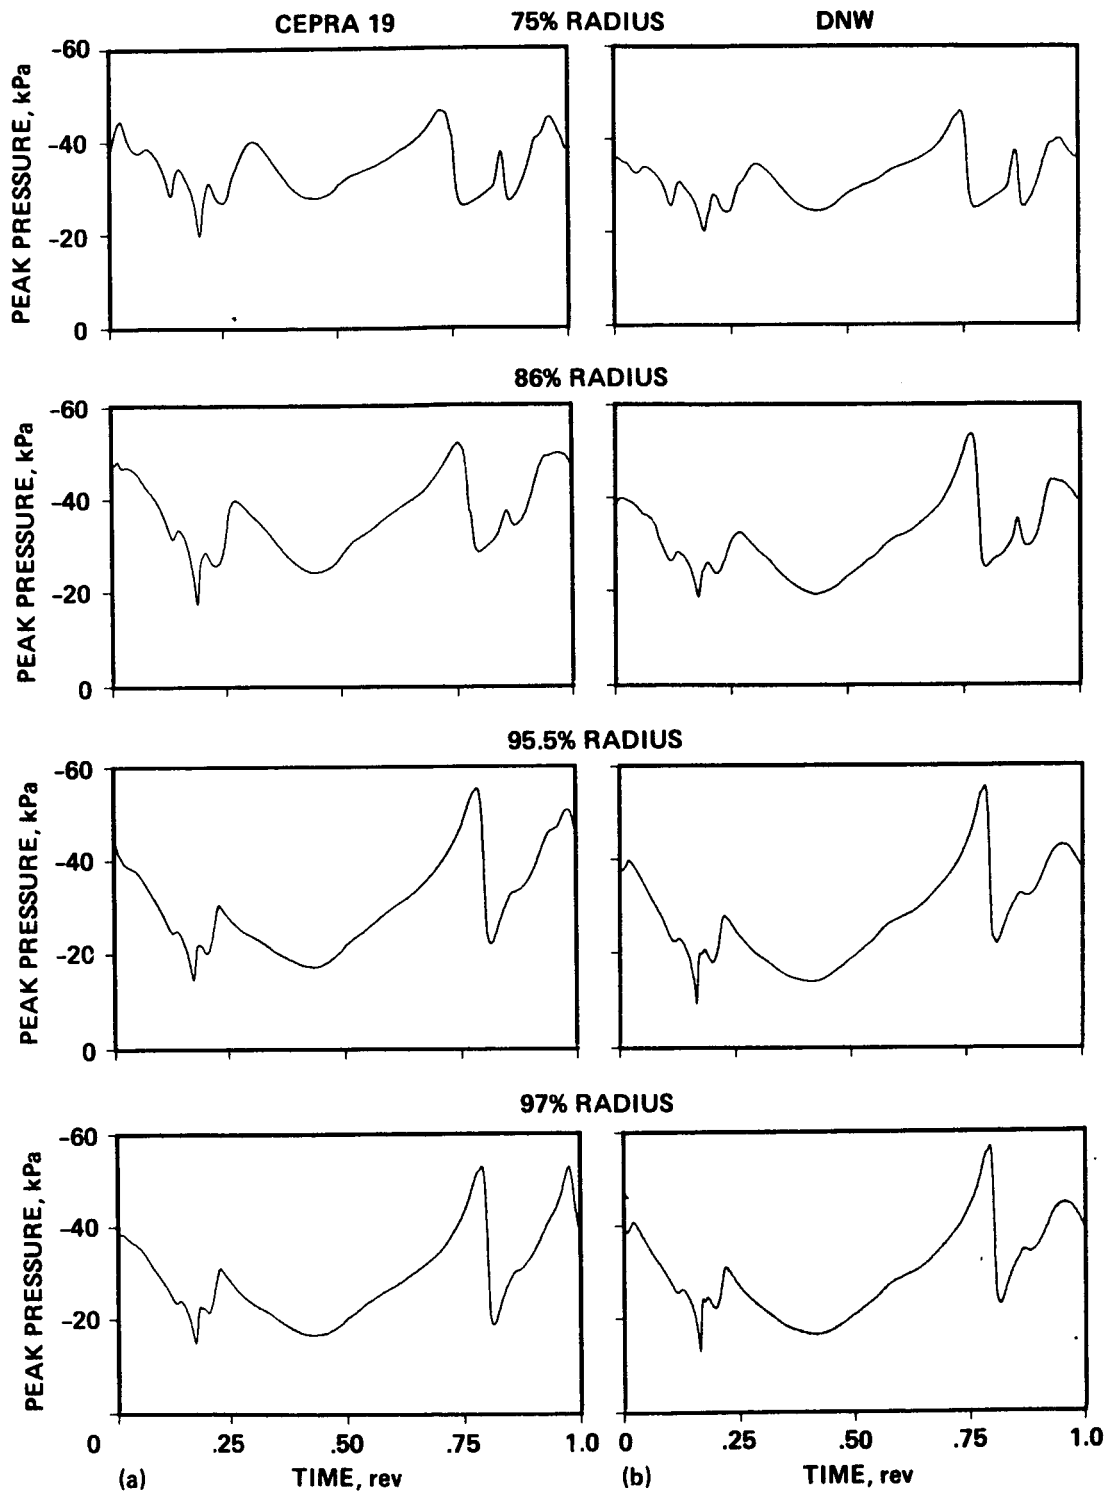 CEPRA 19 75% RADIUS DNW
PEAK PRESSURE, kPa
-60
-40
-20
0
86% RADIUS
PEAK PRESSURE, kPa
-60
-40
-20
0
95.5% RADIUS
PEAK PRESSURE, kPa
-60
-40
-20
0
97% RADIUS
PEAK PRESSURE, kPa
-60
-40
-20
0 .25 .50 .75 1.0 0 .25 .50 .75 1.0
(a) TIME, rev (b) TIME, rev